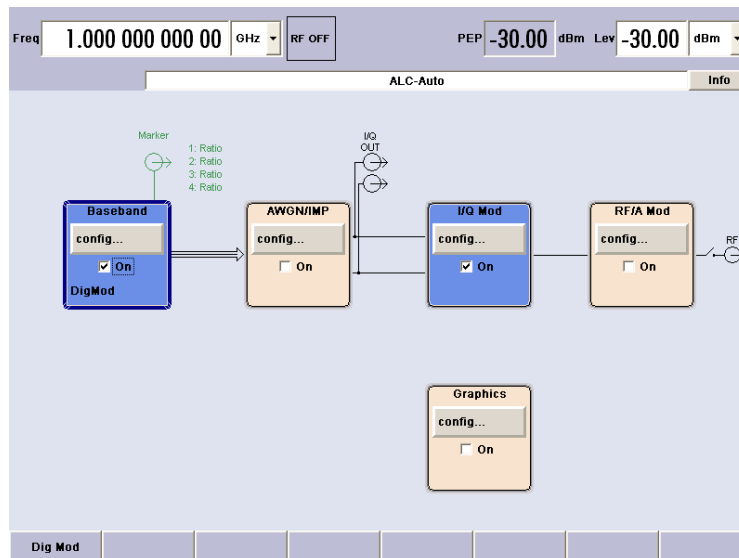 Freq 1.000 000 000 00 GHz RF OFF PEP -30.00 dBm Lev -30.00 dBm
ALC-Auto Info
Marker
1: Ratio
2: Ratio
3: Ratio
4: Ratio
I/Q
OUT
Baseband
config...
On
DigMod
AWGN/IMP
config...
On
I/Q Mod
config...
On
RF/A Mod
config...
On
RF
Graphics
config...
On
Dig Mod